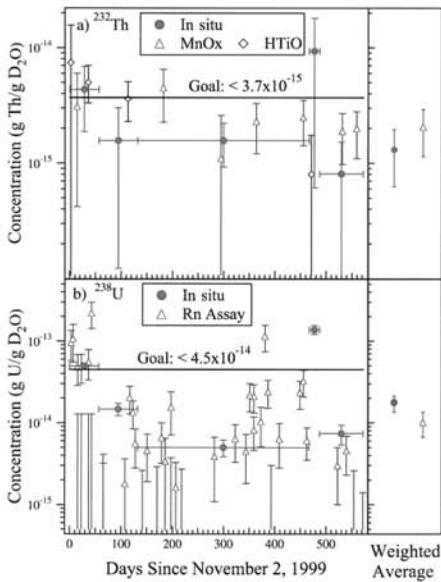 a) ²³²Th
In situ
MnOx
HTiO
Goal: < 3.7x10⁻¹⁵
Concentration (g Th/g D₂O)
10⁻¹⁴
10⁻¹⁵
b) ²³⁸U
In situ
Rn Assay
Goal: < 4.5x10⁻¹⁴
Concentration (g U/g D₂O)
10⁻¹³
10⁻¹⁴
10⁻¹⁵
0 100 200 300 400 500
Days Since November 2, 1999
Weighted
Average